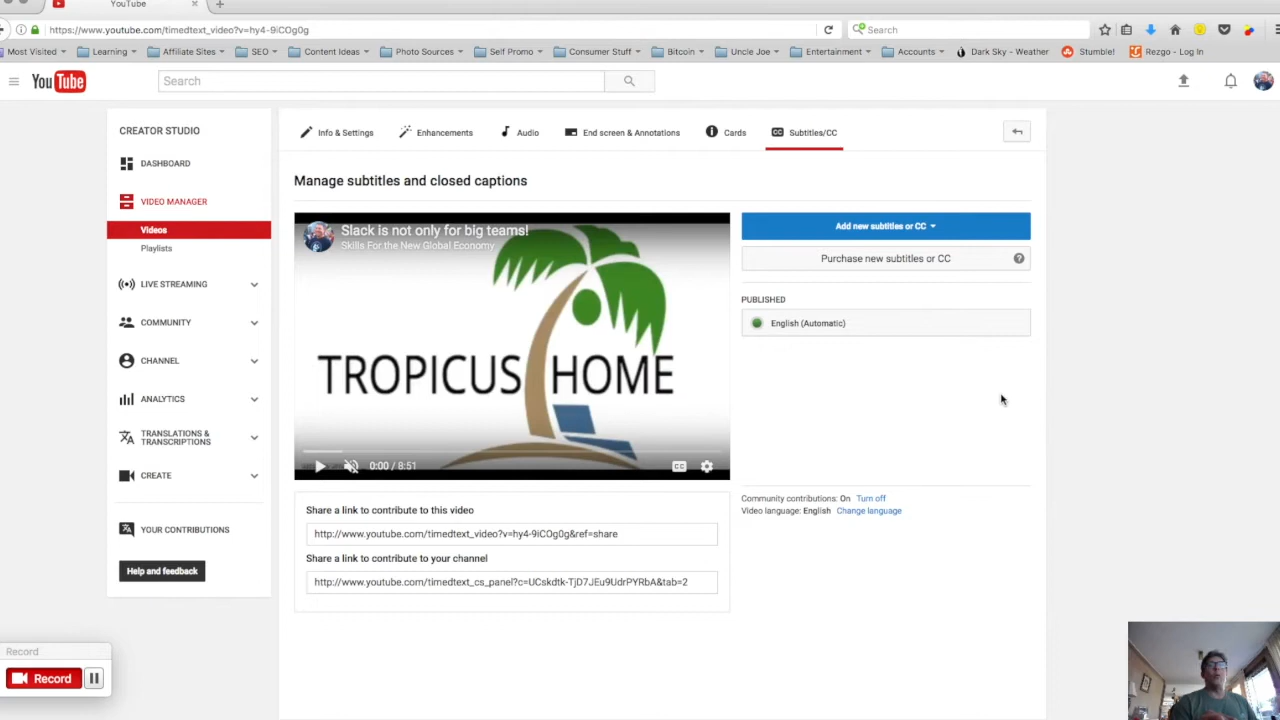 YouTube
https://www.youtube.com/timedtext_video?v=hy4-9iCOg0g
Search
Most Visited Learning Affiliate Sites SEO Content Ideas Photo Sources Self Promo Consumer Stuff Bitcoin Uncle Joe Entertainment Accounts Dark Sky - Weather Stumble! Rezgo - Log In
YouTube
Search
CREATOR STUDIO
DASHBOARD
VIDEO MANAGER
Videos
Playlists
LIVE STREAMING
COMMUNITY
CHANNEL
ANALYTICS
TRANSLATIONS &
TRANSCRIPTIONS
CREATE
YOUR CONTRIBUTIONS
Help and feedback
Info & Settings Enhancements Audio End screen & Annotations Cards CC Subtitles/CC
Manage subtitles and closed captions
Slack is not only for big teams!
Skills For the New Global Economy
TROPICUS HOME
0:00 / 8:51
CC
Share a link to contribute to this video
http://www.youtube.com/timedtext_video?v=hy4-9iCOg0g&ref=share
Share a link to contribute to your channel
http://www.youtube.com/timedtext_cs_panel?c=UCskdtk-TjD7JEu9UdrPYRbA&tab=2
Add new subtitles or CC
Purchase new subtitles or CC ?
PUBLISHED
English (Automatic)
Community contributions: On Turn off
Video language: English Change language
Record
Record